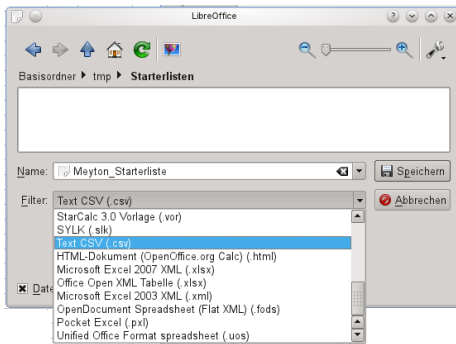 LibreOffice
Basisordner tmp Starterlisten
Name: Meyton_Starterliste Speichern
Filter: Text CSV (.csv) Abbrechen
StarCalc 3.0 Vorlage (.vor)
SYLK (.slk)
Text CSV (.csv)
HTML-Dokument (OpenOffice.org Calc) (.html)
Microsoft Excel 2007 XML (.xlsx)
Office Open XML Tabelle (.xlsx)
Microsoft Excel 2003 XML (.xml)
OpenDocument Spreadsheet (Flat XML) (.fods)
Pocket Excel (.pxl)
Unified Office Format spreadsheet (.uos)